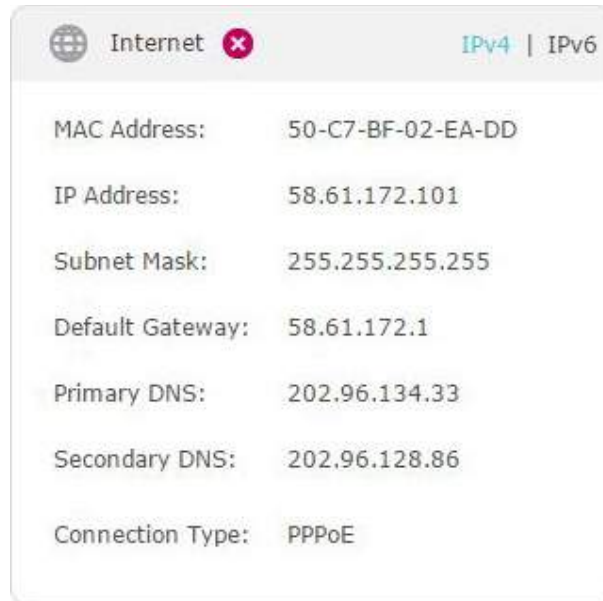 Internet IPv4 | IPv6
MAC Address: 50-C7-BF-02-EA-DD
IP Address: 58.61.172.101
Subnet Mask: 255.255.255.255
Default Gateway: 58.61.172.1
Primary DNS: 202.96.134.33
Secondary DNS: 202.96.128.86
Connection Type: PPPoE